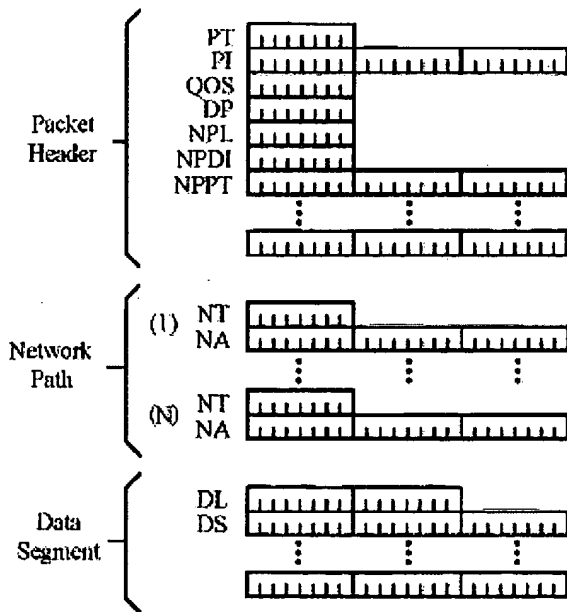 PT
PI
QOS
DP
Packet
Header
NPL
NPDI
NPPT
(1) NT
NA
Network
Path
(N) NT
NA
DL
DS
Data
Segment